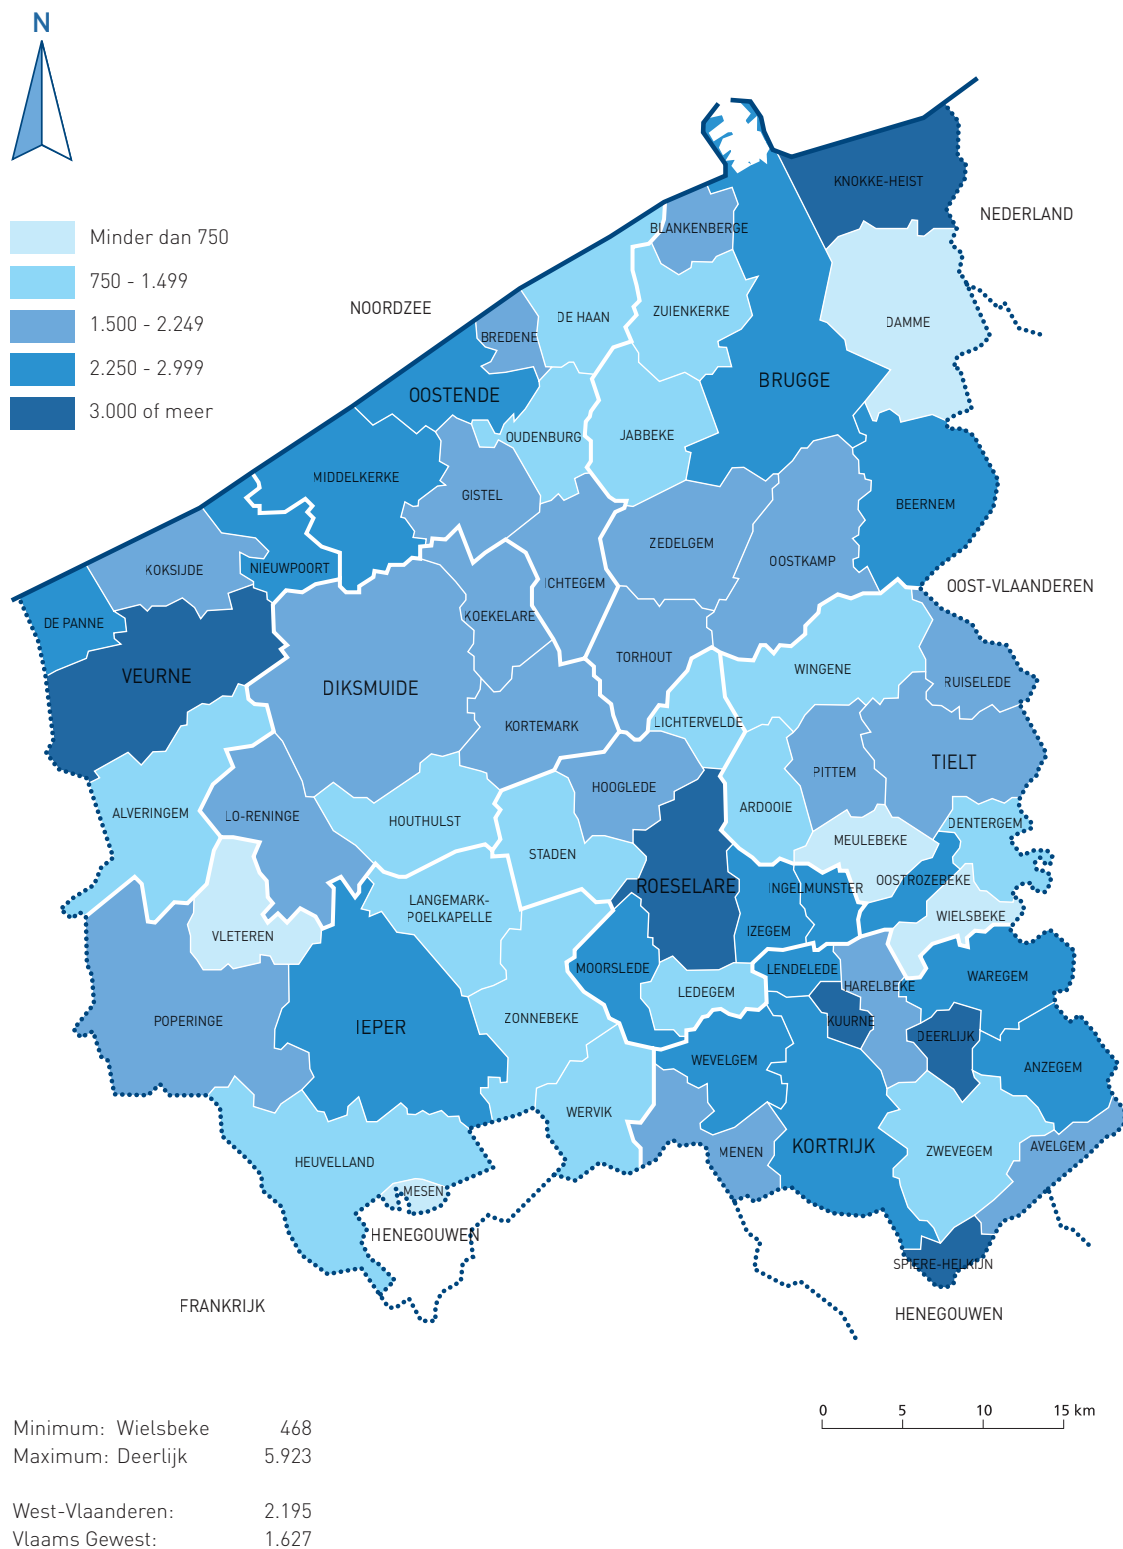 N
KNOKKE-HEIST
NEDERLAND
BLANKENBERGE
Minder dan 750
750 - 1.499
1.500 - 2.249
2.250 - 2.999
3.000 of meer
NOORDZEE
DE HAAN
ZUIENKERKE
DAMME
BREDENE
BRUGGE
OOSTENDE
OUDENBURG
JABBEKE
MIDDELKERKE
GISTEL
BEERNEM
ZEDELGEM
OOSTKAMP
KOKSIJDE
NIEUWPOORT
ICHTEGEM
OOST-VLAANDEREN
DE PANNE
KOEKELARE
TORHOUT
WINGENE
VEURNE
DIKSMUIDE
RUISELEDE
KORTEMARK
LICHTERVELDE
TIELT
PITTEM
HOOGLEDE
ALVERINGEM
LO-RENINGE
HOUTHULST
ARDOOIE
DENTERGEM
MEULEBEKE
STADEN
ROESELARE
INGELMUNSTER
OOSTROZEBEKE
LANGEMARK-
POELKAPELLE
WIELSBEKE
VLETEREN
IZEGEM
MOORSLEDE
LENDELEDE
WAREGEM
HARELBEKE
LEDEGEM
POPERINGE
IEPER
ZONNEBEKE
KUURNE
DEERLIJK
WEVELGEM
ANZEGEM
WERVIK
MENEN
KORTRIJK
ZWEVEGEM
AVELGEM
HEUVELLAND
MESEN
HENEGOUWEN
SPIERE-HELKIJN
FRANKRIJK
HENEGOUWEN
0 5 10 15 km
Minimum: Wielsbeke 468
Maximum: Deerlijk 5.923
West-Vlaanderen: 2.195
Vlaams Gewest: 1.627